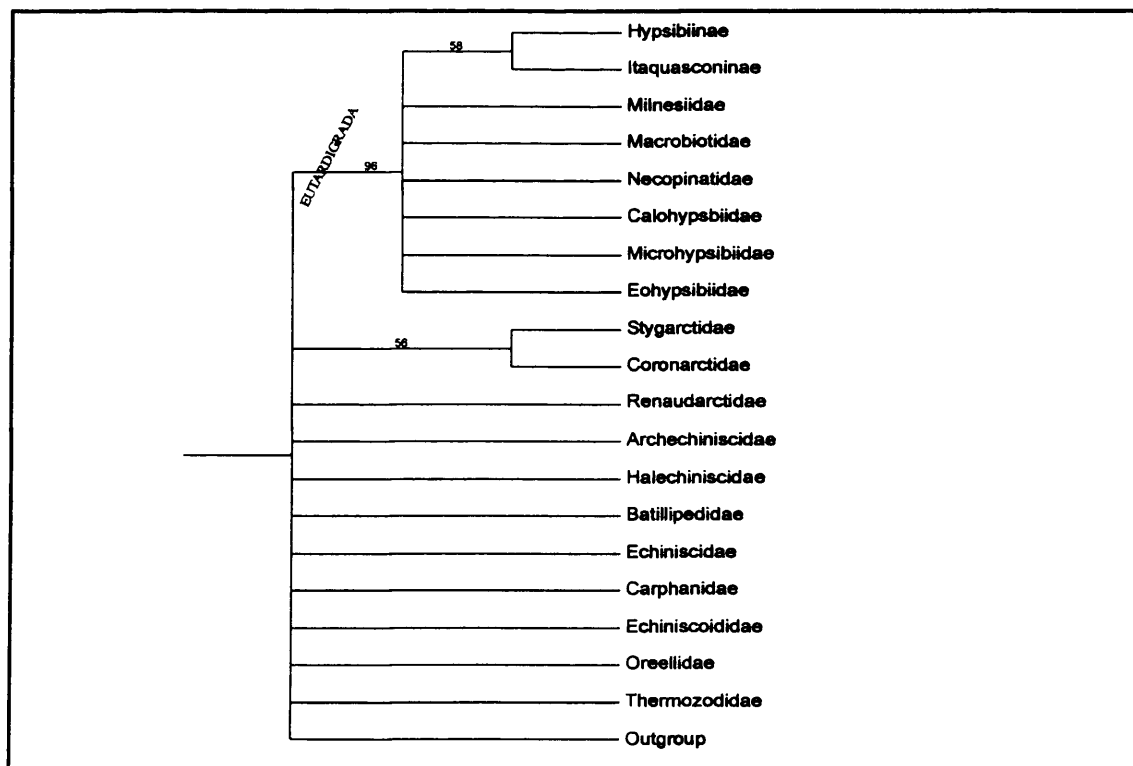 Hypsibiinae
58
Itaquasconinae
Milnesiidae
EUTARDIGRADA
Macrobiotidae
96
Necopinatidae
Calohypsbiidae
Microhypsibiidae
Eohypsibiidae
Stygarctidae
56
Coronarctidae
Renaudarctidae
Archechiniscidae
Halechiniscidae
Batillipedidae
Echiniscidae
Carphanidae
Echiniscoididae
Oreellidae
Thermozodidae
Outgroup